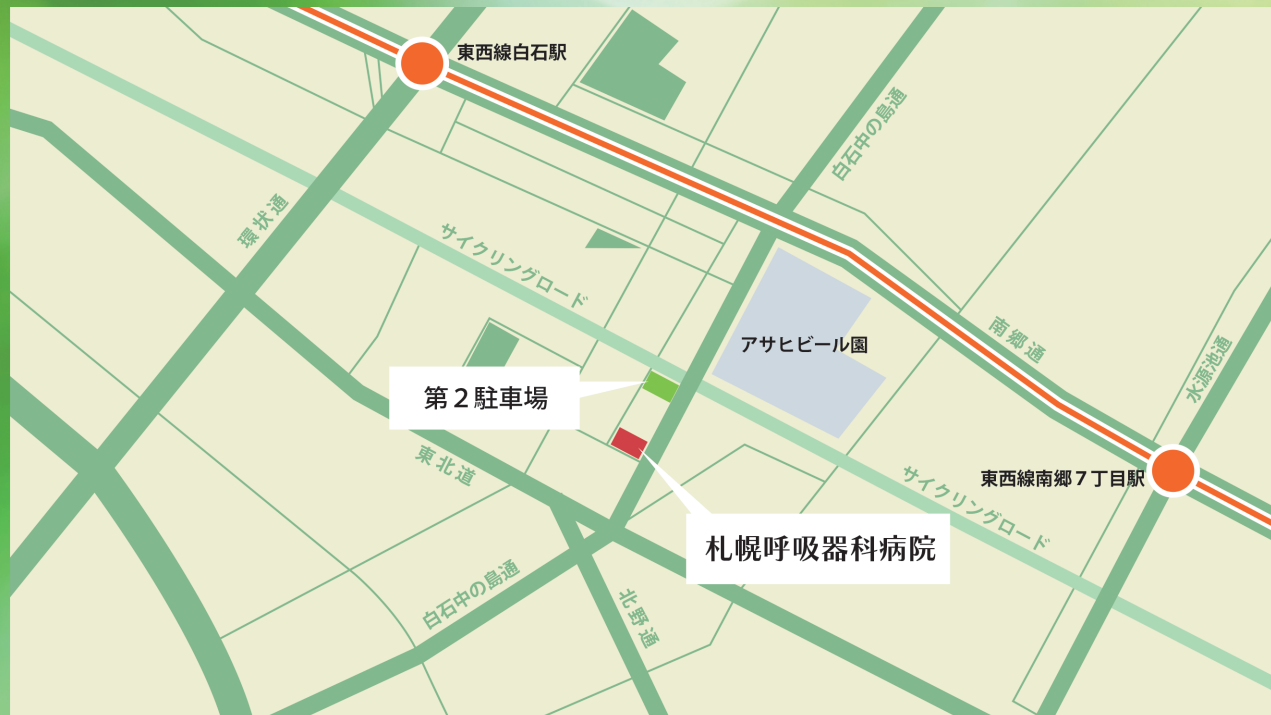 東西線白石駅
白石中の島通
環状通
サイクリングロード
南郷通
アサヒビール園
水源池通
第２駐車場
東北道
サイクリングロード
東西線南郷７丁目駅
札幌呼吸器科病院
白石中の島通
北野通